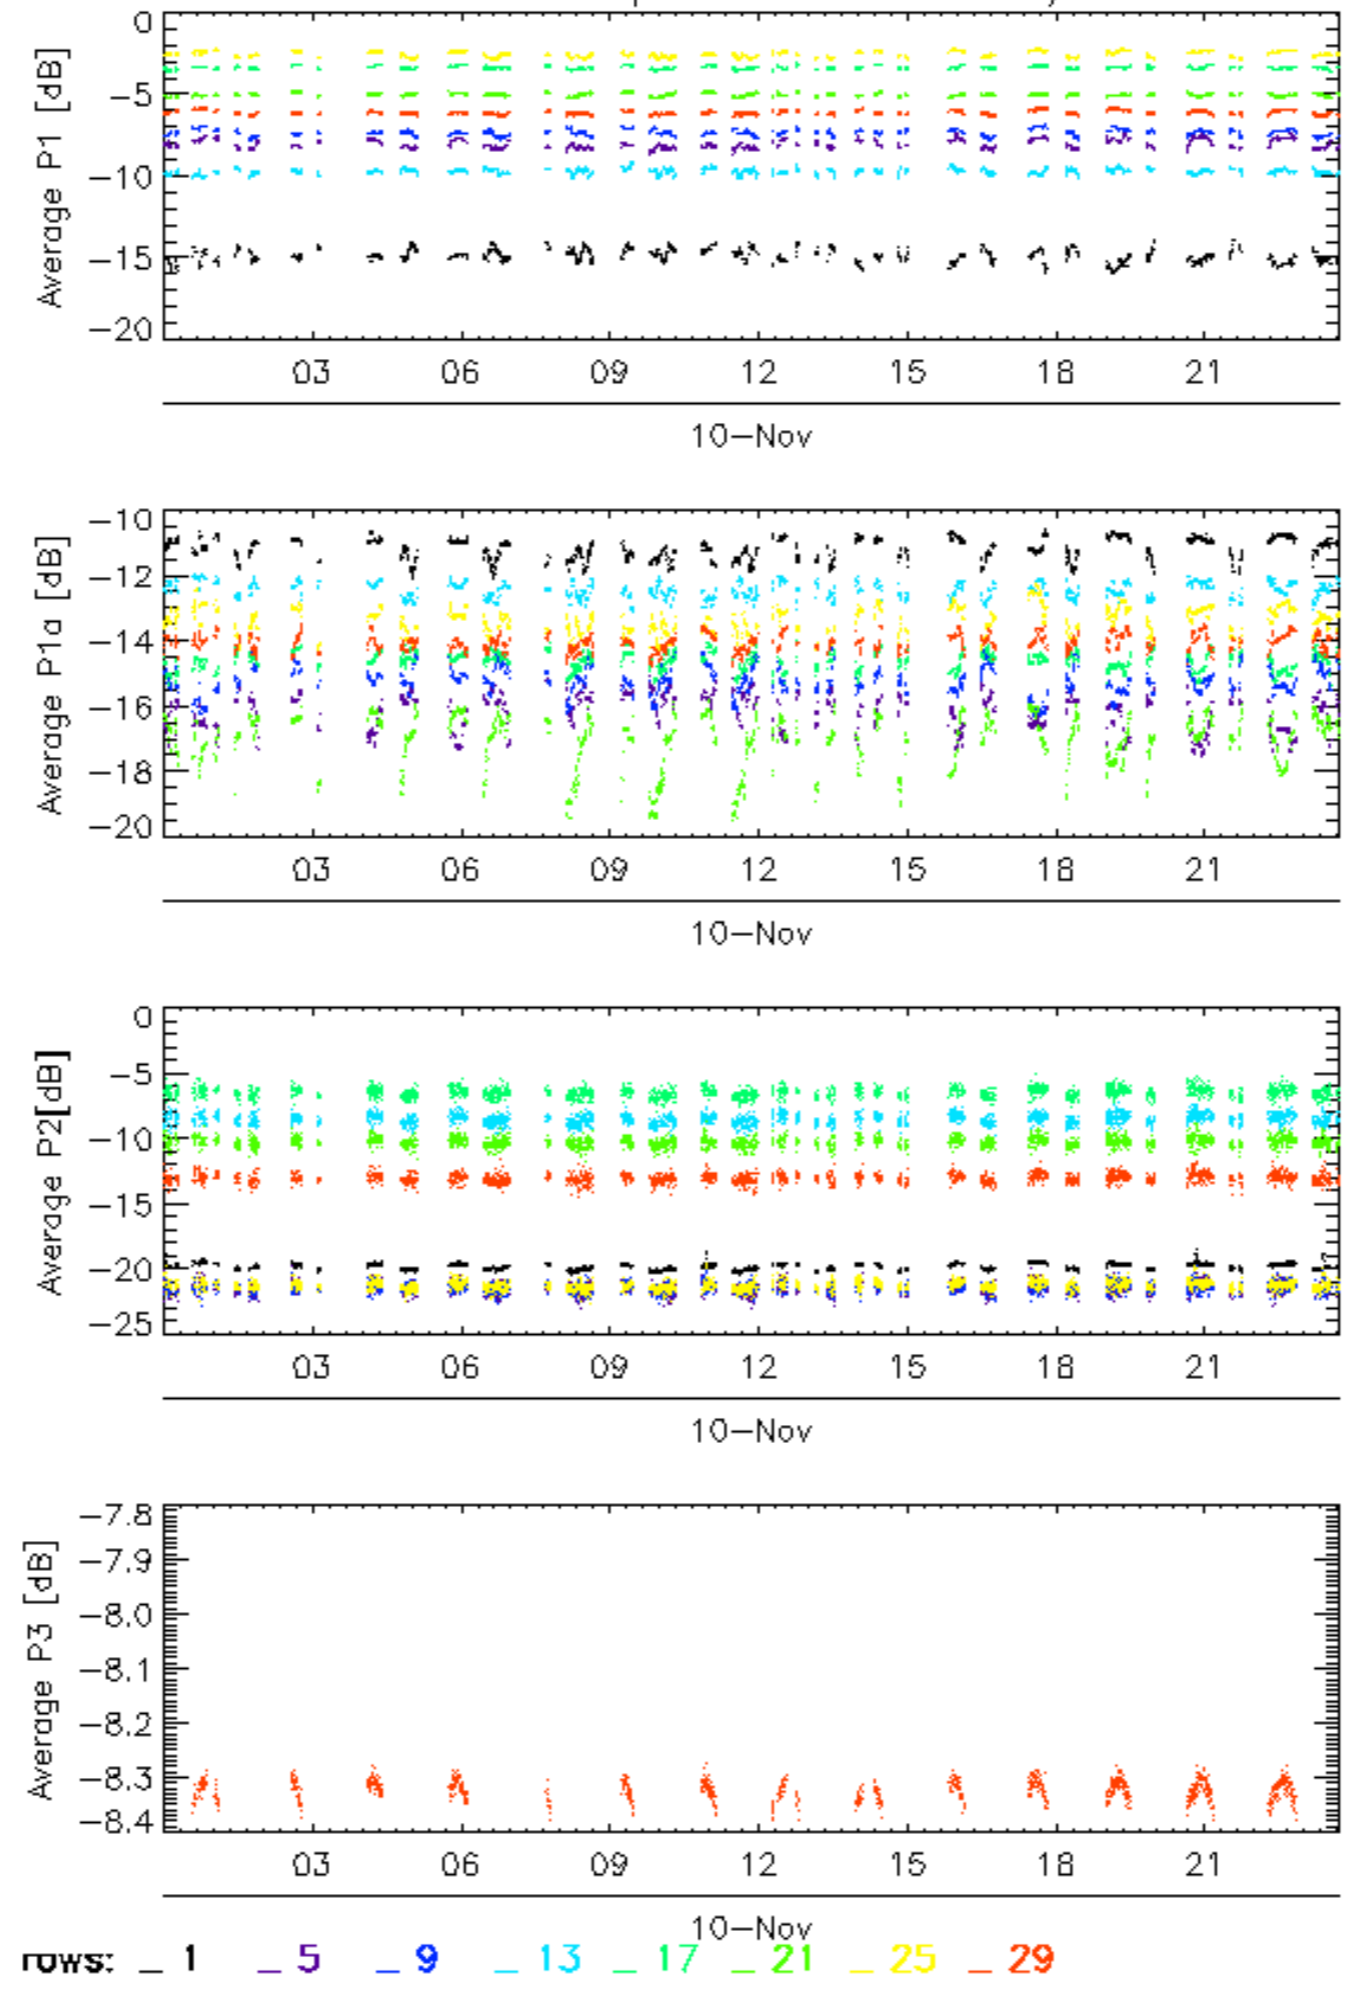 0
−5
−10
−15
−20
Average P1 [dB]
03 06 09 12 15 18 21
10−Nov
−10
−12
−14
−16
−18
−20
Average P1a [dB]
03 06 09 12 15 18 21
10−Nov
0
−5
−10
−15
−20
−25
Average P2[dB]
03 06 09 12 15 18 21
10−Nov
−7.8
−7.9
−8.0
−8.1
−8.2
−8.3
−8.4
Average P3 [dB]
03 06 09 12 15 18 21
10−Nov
rows: _ 1 _ 5 _ 9 _ 13 _ 17 _ 21 _ 25 _ 29